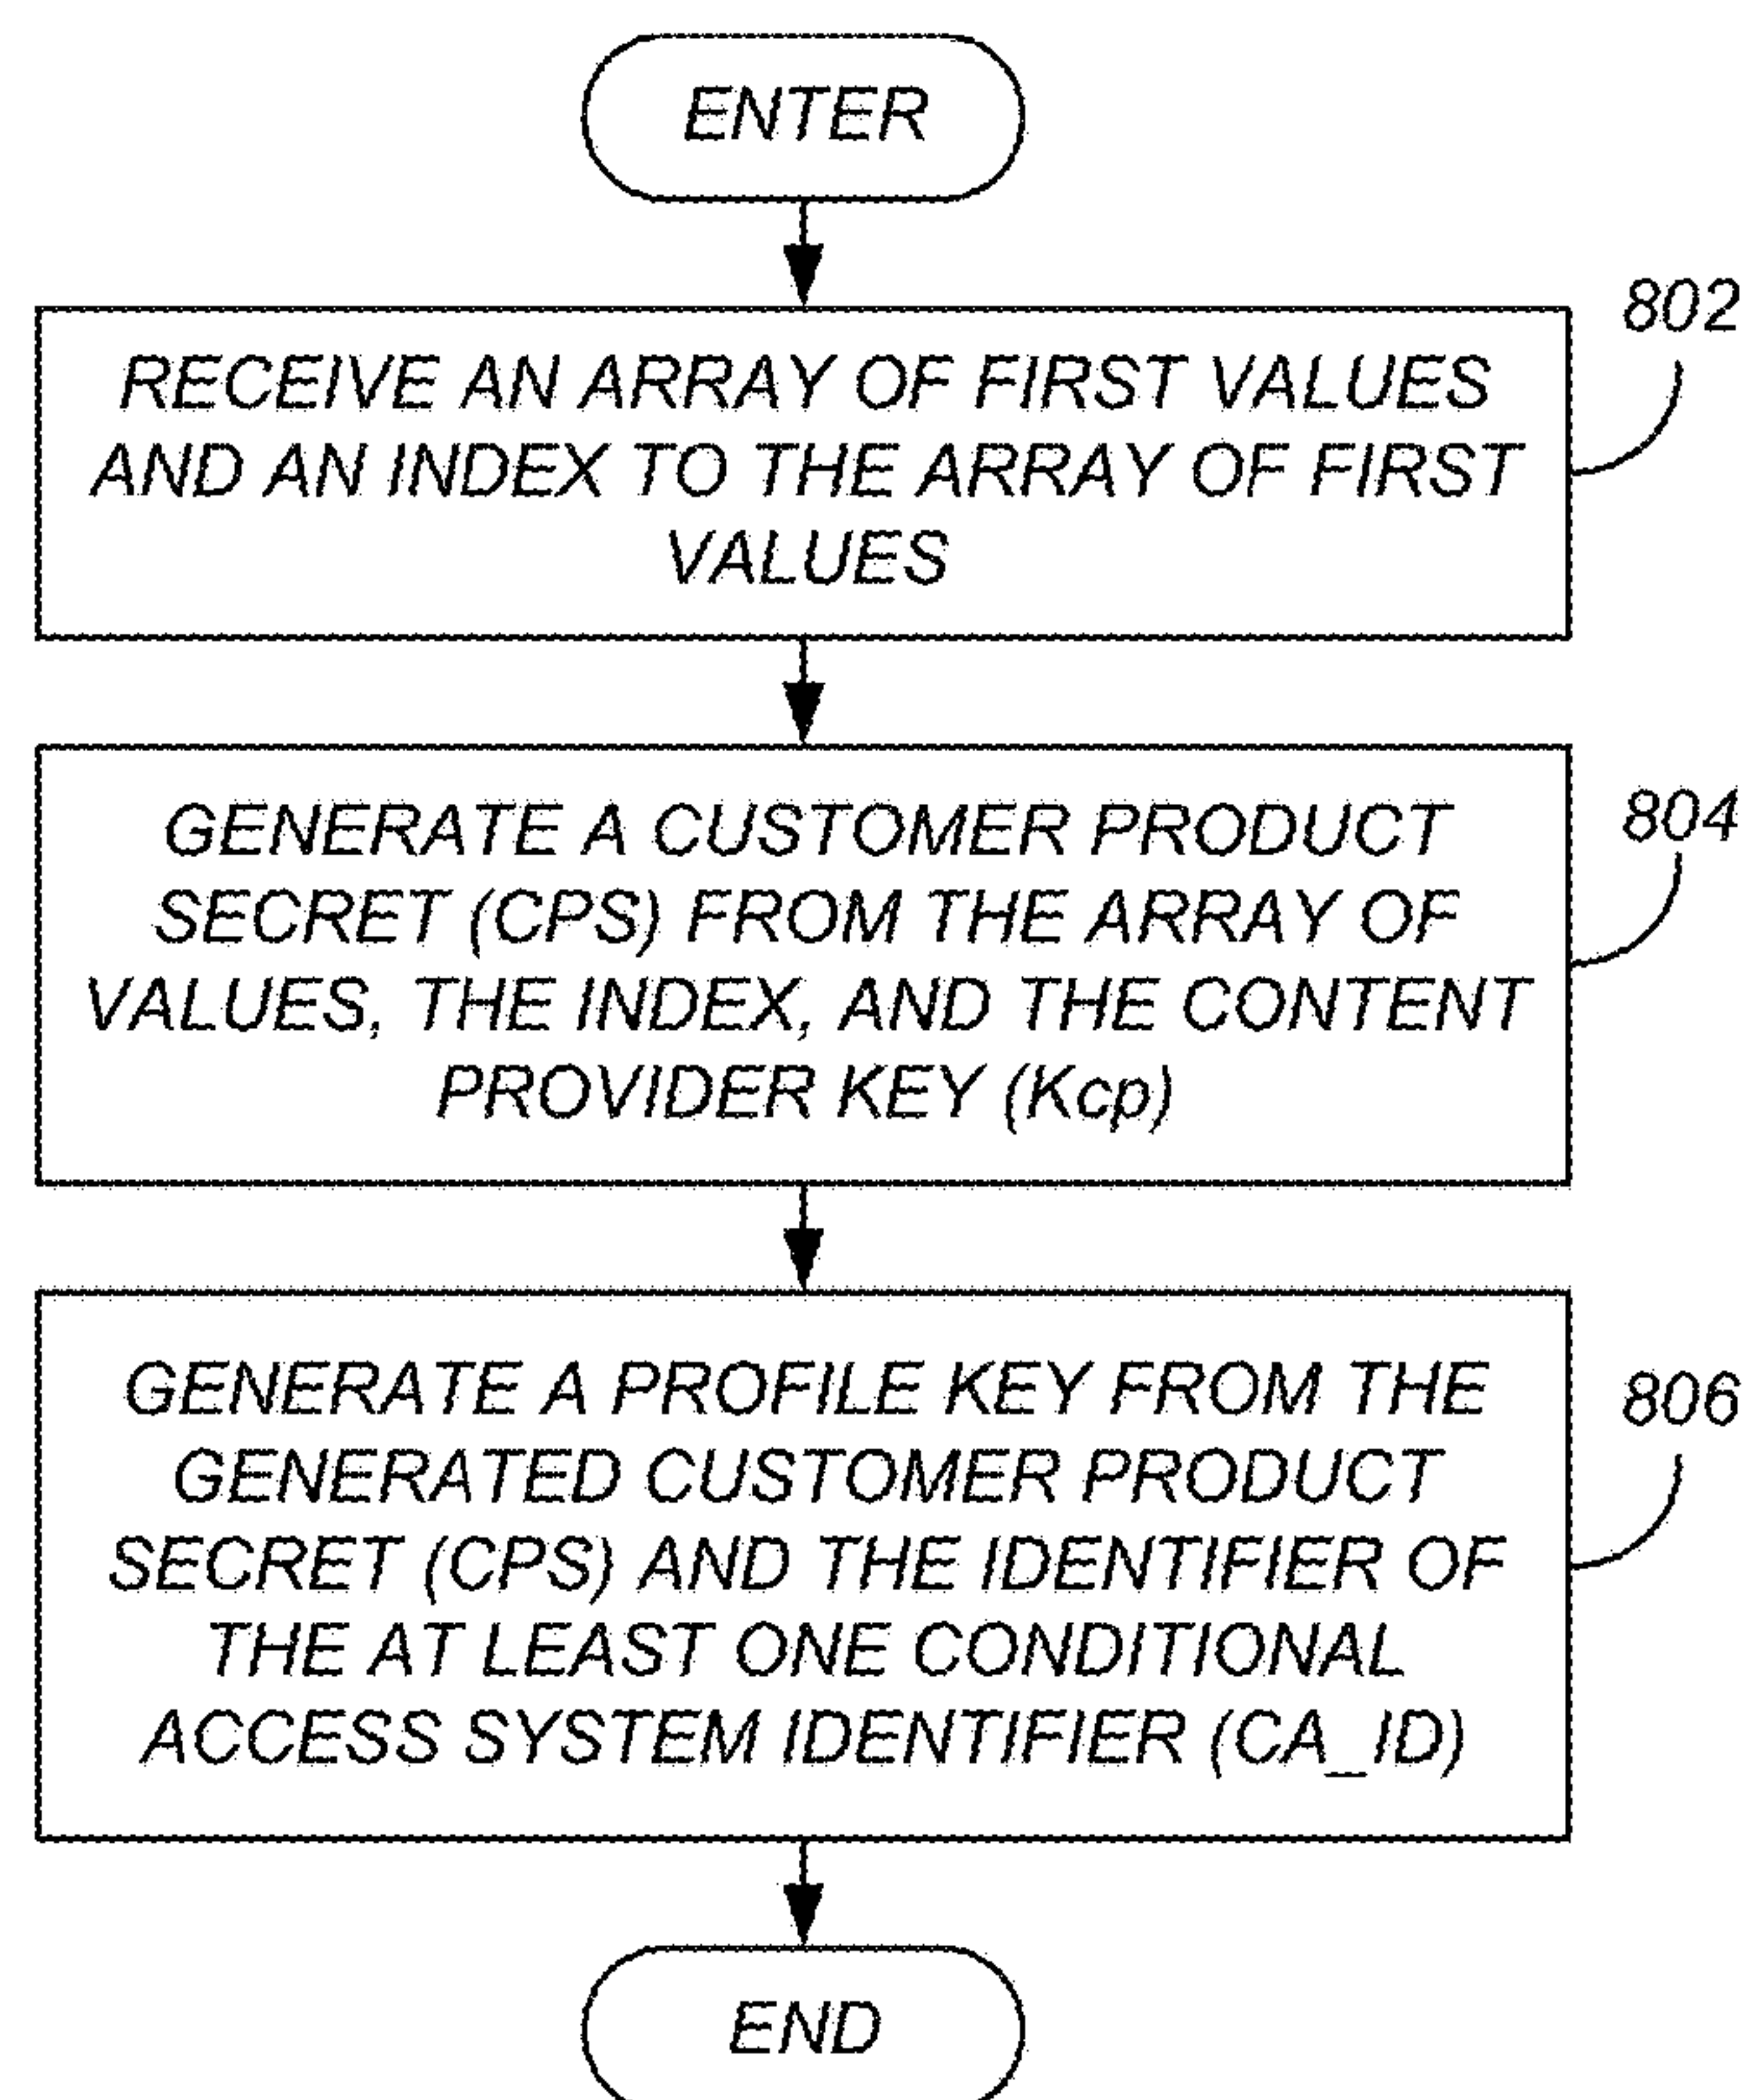 ENTER
802
RECEIVE AN ARRAY OF FIRST VALUES
AND AN INDEX TO THE ARRAY OF FIRST
VALUES
804
GENERATE A CUSTOMER PRODUCT
SECRET (CPS) FROM THE ARRAY OF
VALUES, THE INDEX, AND THE CONTENT
PROVIDER KEY (Kcp)
806
GENERATE A PROFILE KEY FROM THE
GENERATED CUSTOMER PRODUCT
SECRET (CPS) AND THE IDENTIFIER OF
THE AT LEAST ONE CONDITIONAL
ACCESS SYSTEM IDENTIFIER (CA_ID)
END